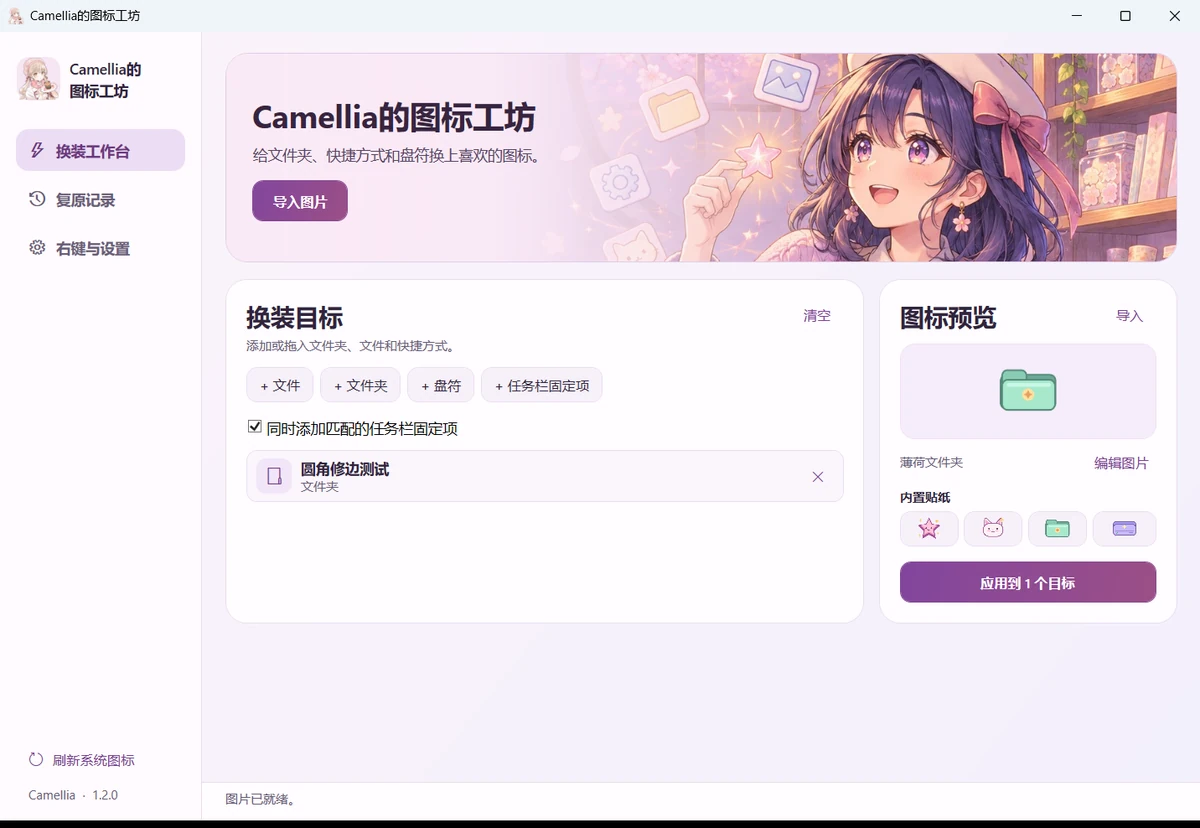 Camellia的图标工坊
Camellia的
图标工坊
换装工作台
复原记录
右键与设置
刷新系统图标
Camellia · 1.2.0
Camellia的图标工坊
给文件夹、快捷方式和盘符换上喜欢的图标。
导入图片
换装目标
清空
添加或拖入文件夹、文件和快捷方式。
+ 文件
+ 文件夹
+ 盘符
+ 任务栏固定项
同时添加匹配的任务栏固定项
圆角修边测试
文件夹
图标预览
导入
薄荷文件夹
编辑图片
内置贴纸
应用到 1 个目标
图片已就绪。